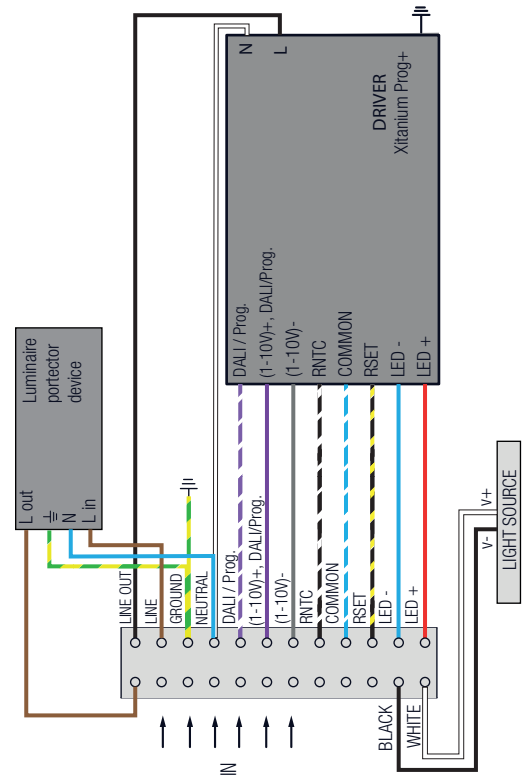 Luminaire
portector
device
L out
N
L in
N
L
DRIVER
Xitanium Prog+
DALI / Prog.
(1-10V)+, DALI/Prog.
(1-10V)-
RNTC
COMMON
RSET
LED -
LED +
LINE OUT
LINE
GROUND
NEUTRAL
DALI / Prog.
(1-10V)+, DALI/Prog.
(1-10V)-
RNTC
COMMON
RSET
LED -
LED +
IN
BLACK
WHITE
V-
V+
LIGHT SOURCE